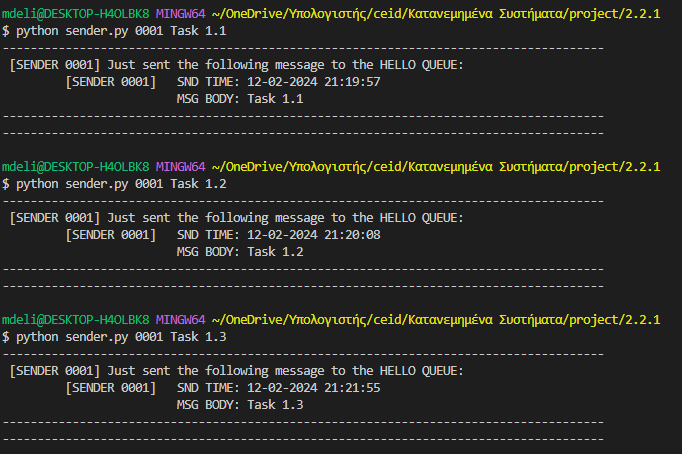 mdeli@DESKTOP-H4OLBK8 MINGW64 ~/OneDrive/Υπολογιστής/ceid/Κατανεμημένα Συστήματα/project/2.2.1
$ python sender.py 0001 Task 1.1
--------------------------------------------------------------------------------------
 [SENDER 0001] Just sent the following message to the HELLO QUEUE:
         [SENDER 0001]   SND TIME: 12-02-2024 21:19:57
                         MSG BODY: Task 1.1
--------------------------------------------------------------------------------------
--------------------------------------------------------------------------------------
mdeli@DESKTOP-H4OLBK8 MINGW64 ~/OneDrive/Υπολογιστής/ceid/Κατανεμημένα Συστήματα/project/2.2.1
$ python sender.py 0001 Task 1.2
--------------------------------------------------------------------------------------
 [SENDER 0001] Just sent the following message to the HELLO QUEUE:
         [SENDER 0001]   SND TIME: 12-02-2024 21:20:08
                         MSG BODY: Task 1.2
--------------------------------------------------------------------------------------
--------------------------------------------------------------------------------------
mdeli@DESKTOP-H4OLBK8 MINGW64 ~/OneDrive/Υπολογιστής/ceid/Κατανεμημένα Συστήματα/project/2.2.1
$ python sender.py 0001 Task 1.3
--------------------------------------------------------------------------------------
 [SENDER 0001] Just sent the following message to the HELLO QUEUE:
         [SENDER 0001]   SND TIME: 12-02-2024 21:21:55
                         MSG BODY: Task 1.3
--------------------------------------------------------------------------------------
--------------------------------------------------------------------------------------